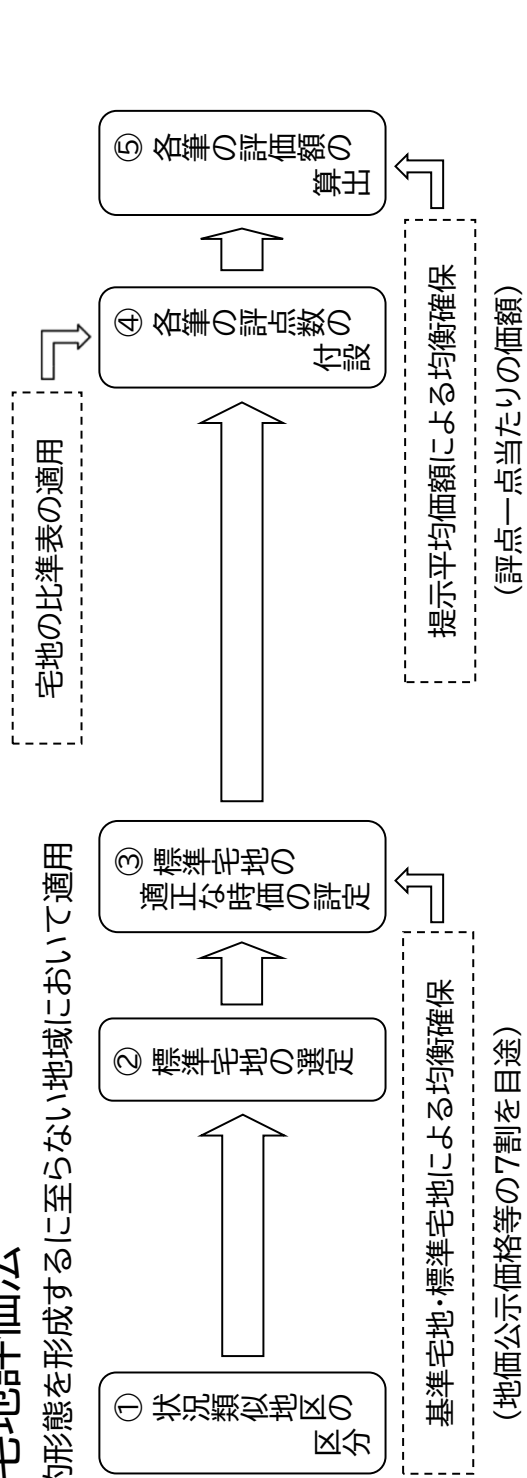 宅地評価法
的形態を形成するに至らない地域において適用
① 状況類似地区の
区分
② 標準宅地の選定
③ 標準宅地の
適正な時価の評定
④ 各筆の評点数の
付設
⑤ 各筆の評価額の
算出
宅地の比準表の適用
基準宅地・標準宅地による均衡確保
(地価公示価格等の7割を目途)
提示平均価額による均衡確保
(評点一点当たりの価額)